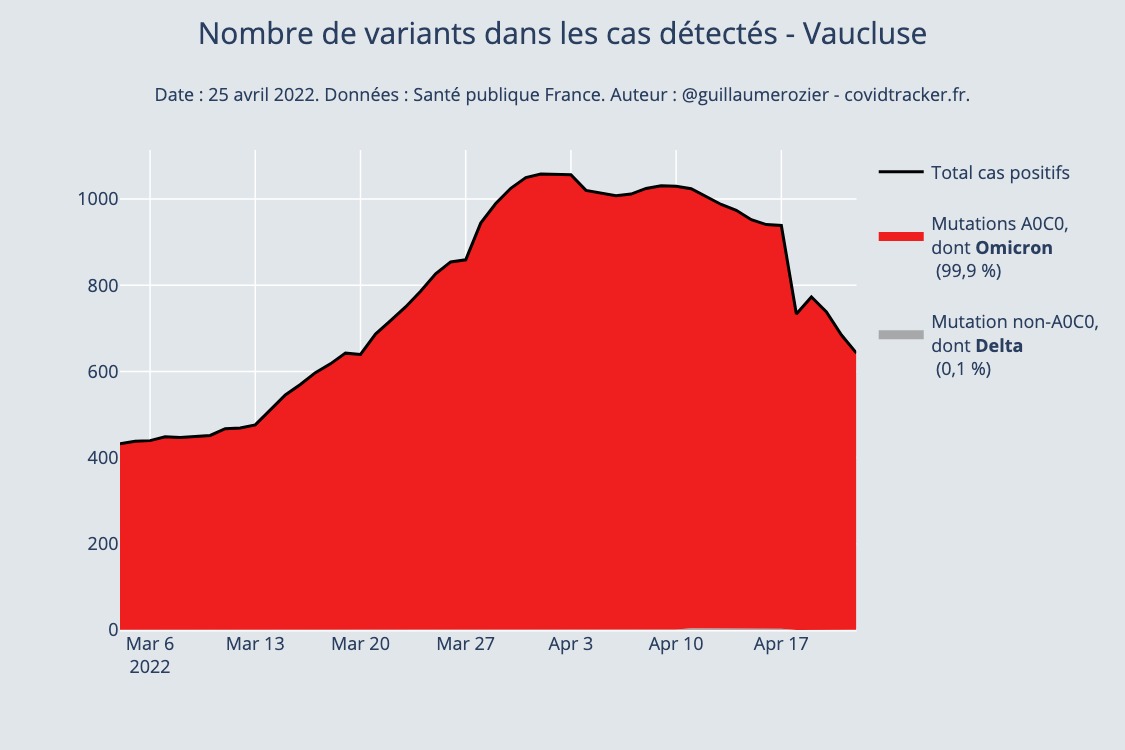 Nombre de variants dans les cas détectés - Vaucluse
Date : 25 avril 2022. Données : Santé publique France. Auteur : @guillaumerozier - covidtracker.fr.
1000
800
600
400
200
0
Mar 6
2022
Mar 13
Mar 20
Mar 27
Apr 3
Apr 10
Apr 17
Total cas positifs
Mutations A0C0,
dont Omicron
(99,9 %)
Mutation non-A0C0,
dont Delta
(0,1 %)